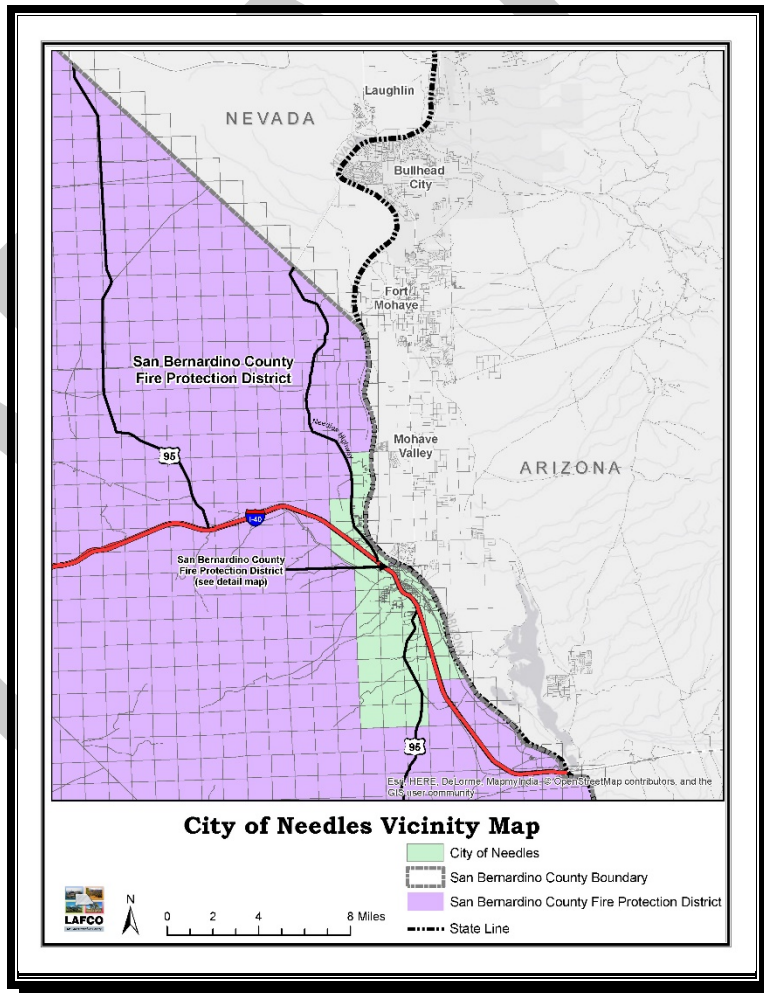 Laughlin
NEVADA
Bullhead
City
Fort
Mohave
San Bernardino County
Fire Protection District
Needles Highway
Mohave
Valley
95
ARIZONA
I-40
San Bernardino County
Fire Protection District
(see detail map)
95
Esri, HERE, DeLorme, MapmyIndia, © OpenStreetMap contributors, and the
GIS user community
City of Needles Vicinity Map
City of Needles
San Bernardino County Boundary
San Bernardino County Fire Protection District
State Line
LAFCO
N
0 2 4 8 Miles